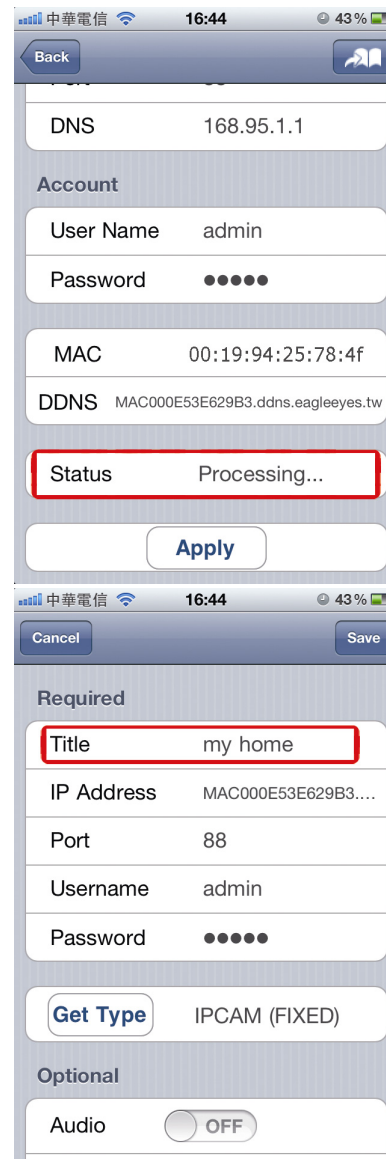 中華電信 16:44 43%
Back
DNS 168.95.1.1
Account
User Name admin
Password ●●●●●
MAC 00:19:94:25:78:4f
DDNS MAC000E53E629B3.ddns.eagleeyes.tw
Status Processing...
Apply
中華電信 16:44 43%
Cancel Save
Required
Title my home
IP Address MAC000E53E629B3....
Port 88
Username admin
Password ●●●●●
Get Type IPCAM (FIXED)
Optional
Audio OFF